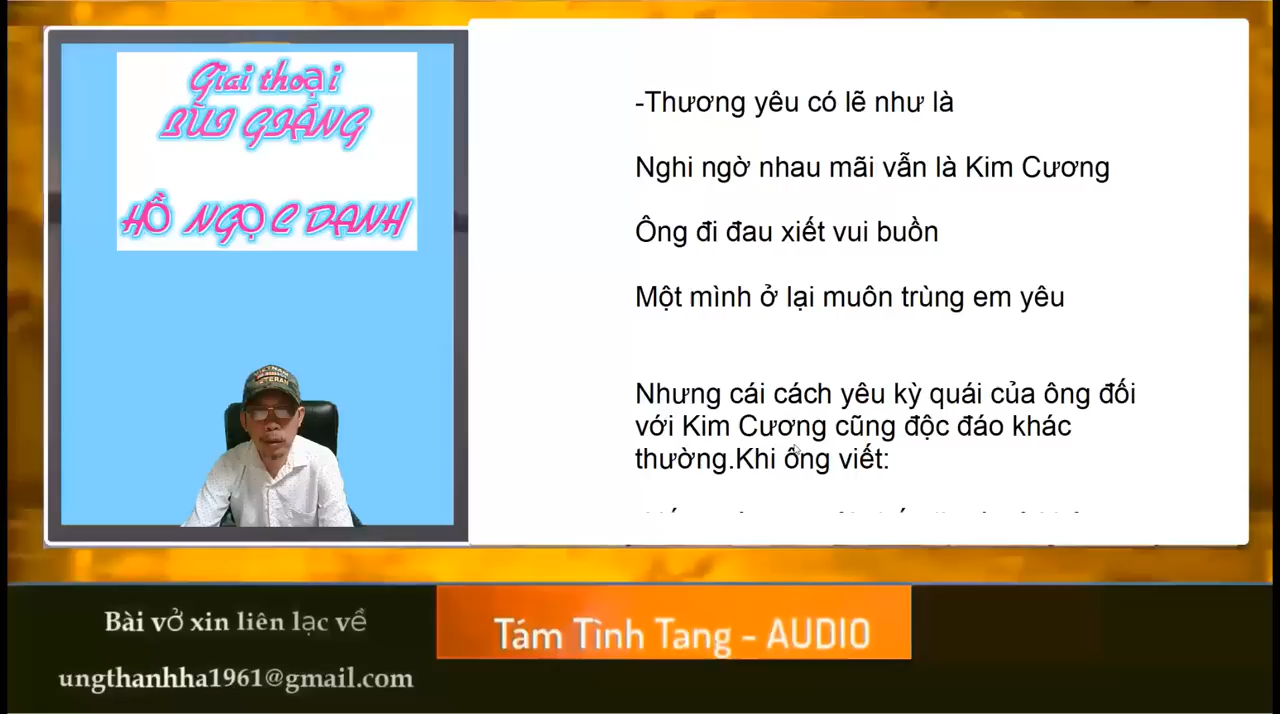 Giai thoại
BÙI GIÁNG
HỒ NGỌC DANH
VIETNAM
VETERAN
-Thương yêu có lẽ như là
Nghi ngờ nhau mãi vẫn là Kim Cương
Ông đi đau xiết vui buồn
Một mình ở lại muôn trùng em yêu
Nhưng cái cách yêu kỳ quái của ông đối
với Kim Cương cũng độc đáo khác
thường.Khi ông viết:
Bài vở xin liên lạc về
ungthanhha1961@gmail.com
Tám Tình Tang - AUDIO